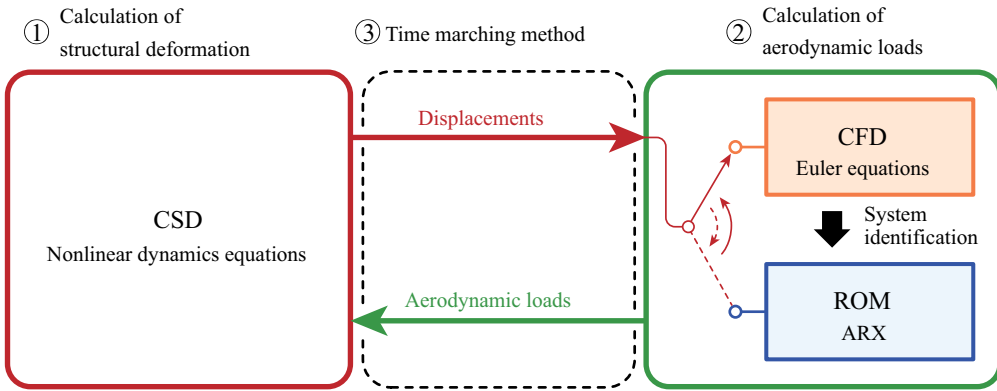 ① Calculation of
structural deformation
③ Time marching method
② Calculation of
aerodynamic loads
Displacements
CFD
Euler equations
CSD
Nonlinear dynamics equations
System
identification
Aerodynamic loads
ROM
ARX